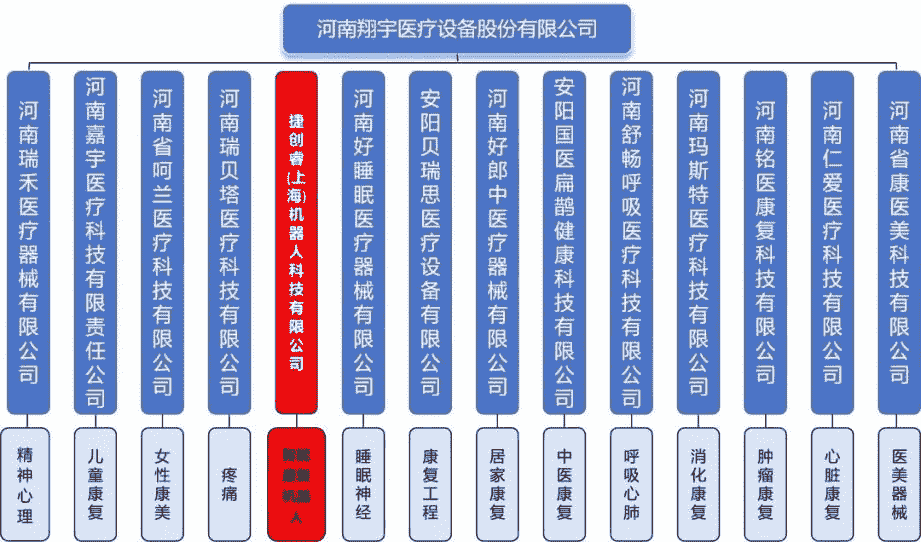 河南翔宇医疗设备股份有限公司
河南瑞禾医疗器械有限公司
河南嘉宇医疗科技有限责任公司
河南省呵兰医疗科技有限公司
河南瑞贝塔医疗科技有限公司
捷创睿(上海)机器人科技有限公司
河南好睡眠医疗器械有限公司
安阳贝瑞思医疗设备有限公司
河南好郎中医疗器械有限公司
安阳国医扁鹊健康科技有限公司
河南舒畅呼吸医疗科技有限公司
河南玛斯特医疗科技有限公司
河南铭医康复科技有限公司
河南仁爱医疗科技有限公司
河南省康医美科技有限公司
精神心理
儿童康复
女性康美
疼痛
机器人
睡眠神经
康复工程
居家康复
中医康复
呼吸心肺
消化康复
肿瘤康复
心脏康复
医美器械